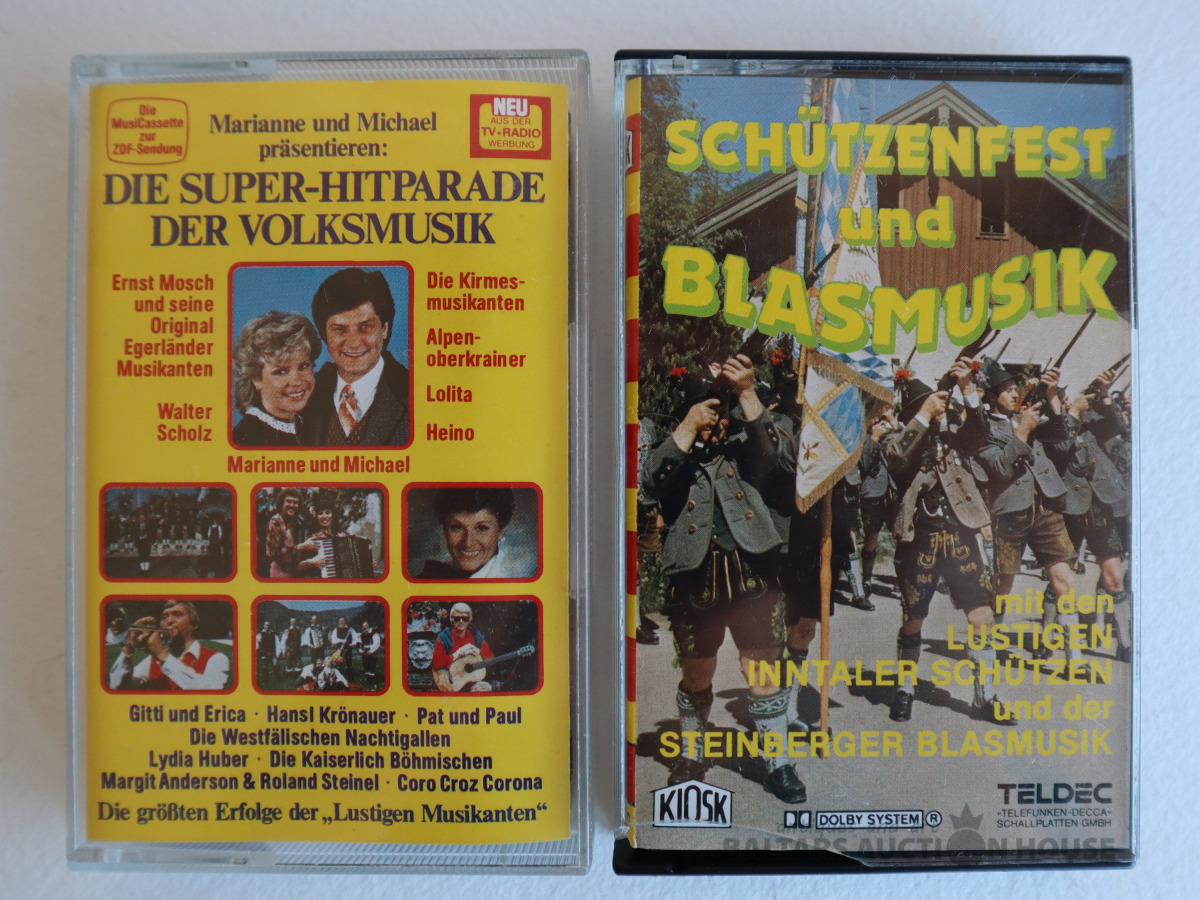 Die
MusiCassette
zur
ZDF-Sendung
Marianne und Michael
präsentieren:
NEU
AUS DER
TV+RADIO
WERBUNG
DIE SUPER-HITPARADE
DER VOLKSMUSIK
Ernst Mosch
und seine
Original
Egerländer
Musikanten
Walter
Scholz
Die Kirmes-
musikanten
Alpen-
oberkrainer
Lolita
Heino
Marianne und Michael
Gitti und Erica · Hansl Krönauer · Pat und Paul
Die Westfälischen Nachtigallen
Lydia Huber · Die Kaiserlich Böhmischen
Margit Anderson & Roland Steinel · Coro Croz Corona
Die größten Erfolge der „Lustigen Musikanten“
SCHÜTZENFEST
und
BLASMUSIK
mit den
LUSTIGEN
INNTALER SCHÜTZEN
und der
STEINBERGER BLASMUSIK
KIOSK
DOLBY SYSTEM ®
TELDEC
»TELEFUNKEN-DECCA«
SCHALLPLATTEN GMBH
antiques and art
BALTARS AUCTION HOUSE